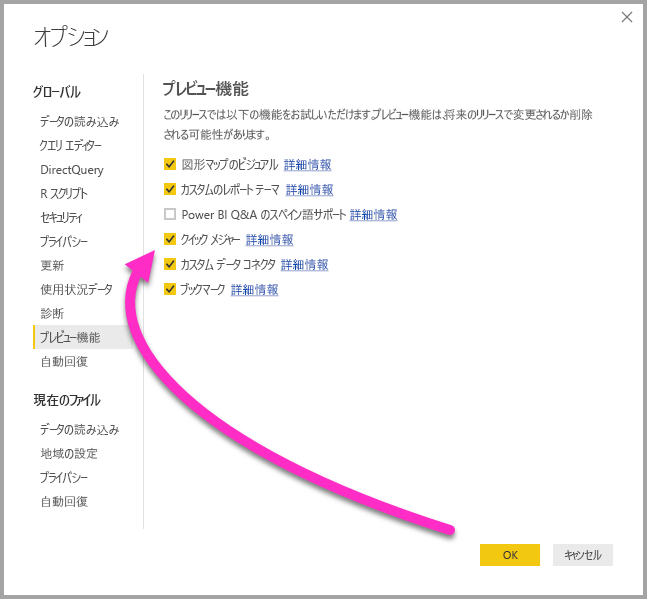 オプション
グローバル
データの読み込み
クエリ エディター
DirectQuery
R スクリプト
セキュリティ
プライバシー
更新
使用状況データ
診断
プレビュー機能
自動回復
現在のファイル
データの読み込み
地域の設定
プライバシー
自動回復
プレビュー機能
このリリースでは以下の機能をお試しいただけます。プレビュー機能は、将来のリリースで変更されるか削除
される可能性があります。
図形マップのビジュアル 詳細情報
カスタムのレポート テーマ 詳細情報
Power BI Q&A のスペイン語サポート 詳細情報
クイック メジャー 詳細情報
カスタム データ コネクタ 詳細情報
ブックマーク 詳細情報
OK
キャンセル